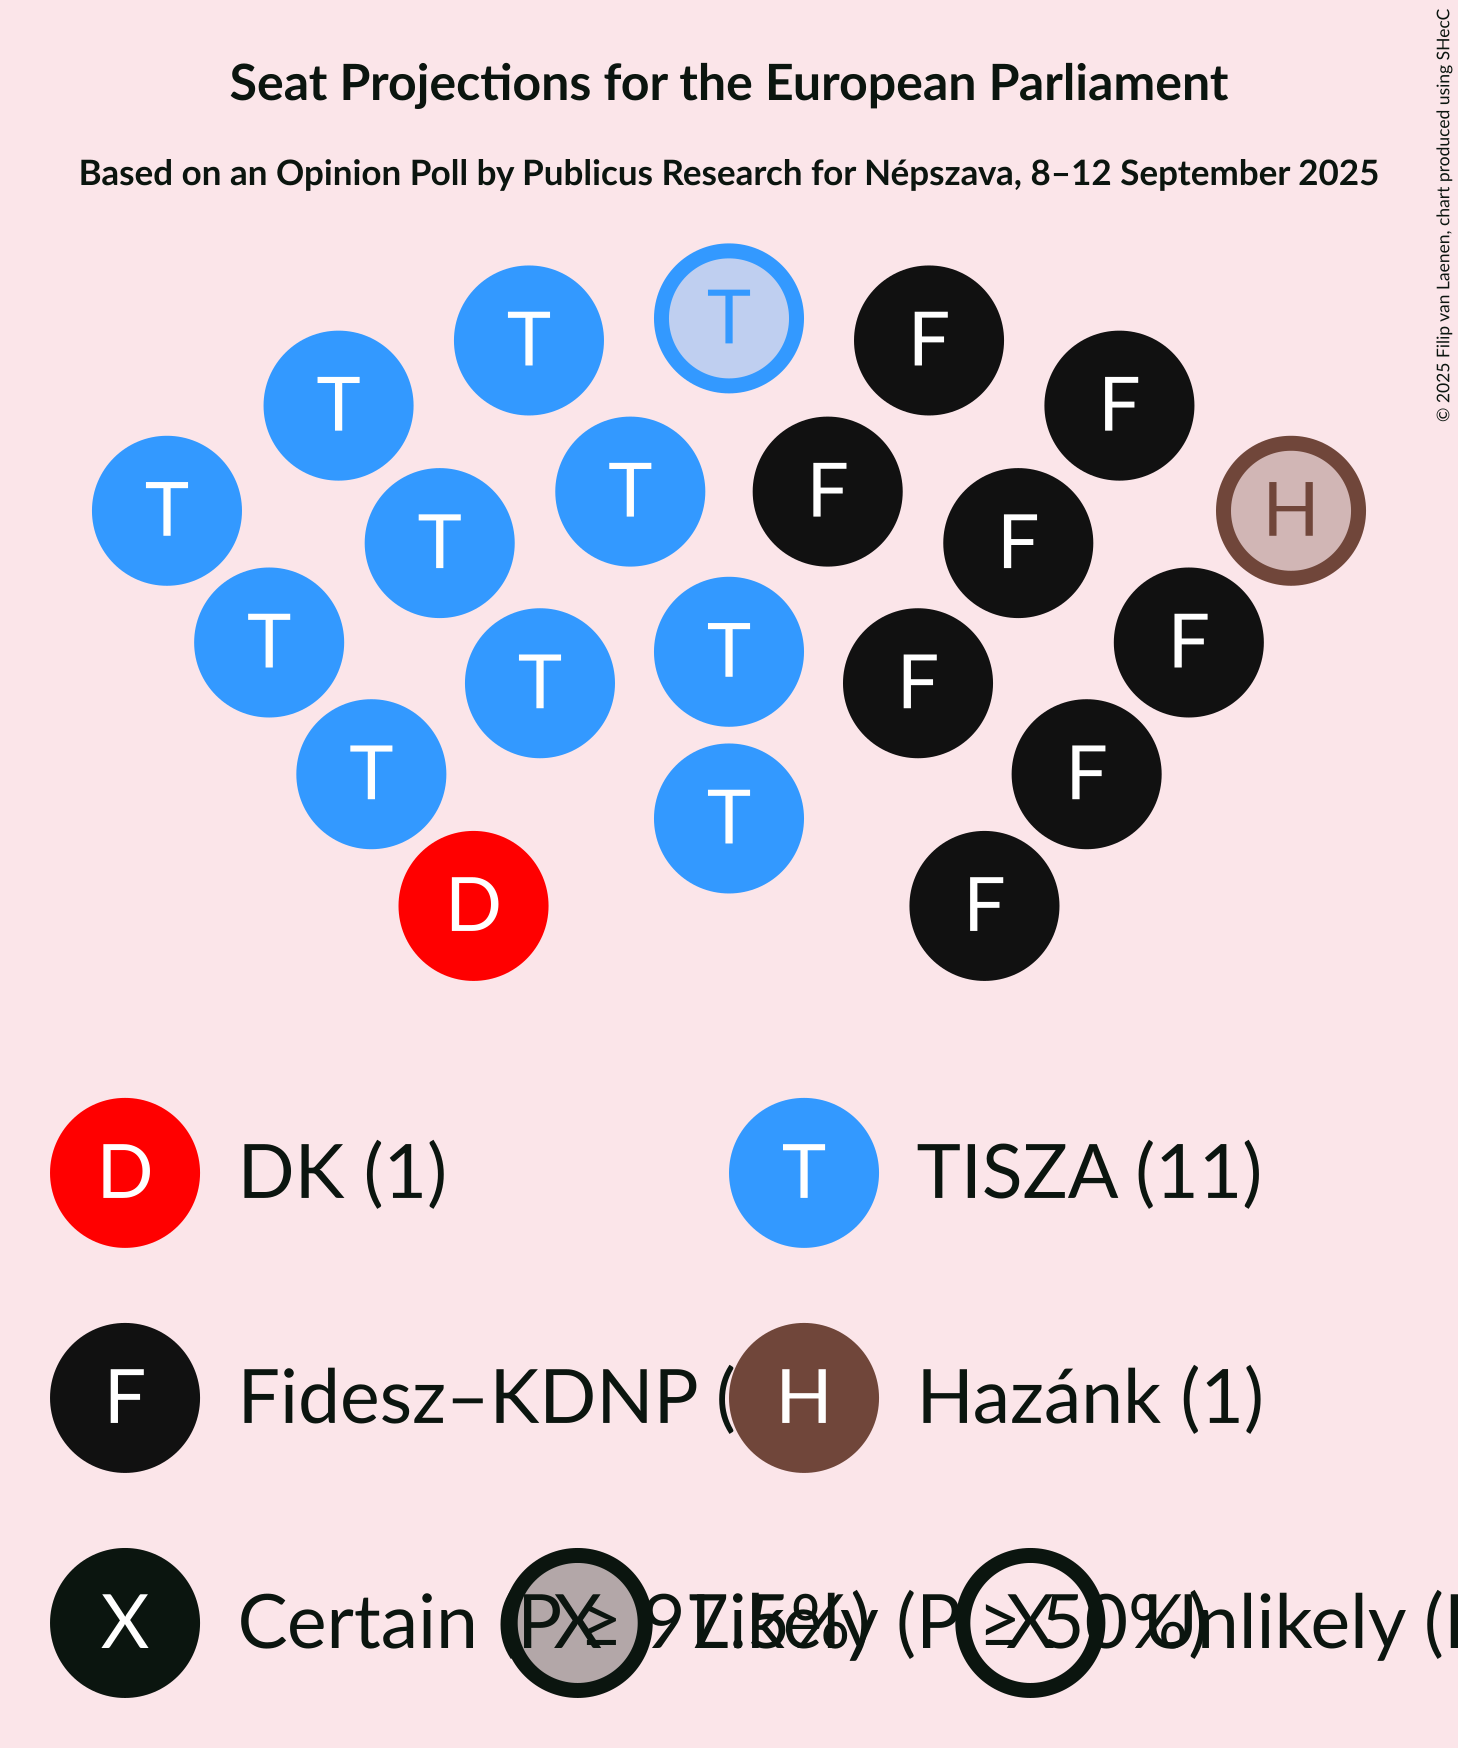 Seat Projections for the European Parliament
Based on an Opinion Poll by Publicus Research for Népszava, 8–12 September 2025
© 2025 Filip van Laenen, chart produced using SHecC
T
T F
T F
T F
T H
T F
T F
T F
T
T F
T F
T
D F
D DK (1)
T TISZA (11)
F Fidesz–KDNP (
H Hazánk (1)
X Certain (P ≥ 97.5%)
X Likely (P ≥ 50%)
X Unlikely (